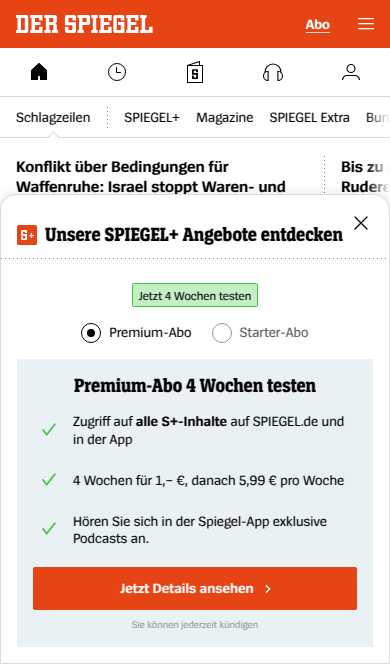 DER SPIEGEL
Abo
Schlagzeilen
SPIEGEL+
Magazine
SPIEGEL Extra
Konflikt über Bedingungen für
Waffenruhe: Israel stoppt Waren- und
Bis zu
S+ Unsere SPIEGEL+ Angebote entdecken
Jetzt 4 Wochen testen
Premium-Abo
Starter-Abo
Premium-Abo 4 Wochen testen
Zugriff auf alle S+-Inhalte auf SPIEGEL.de und
in der App
4 Wochen für 1,– €, danach 5,99 € pro Woche
Hören Sie sich in der Spiegel-App exklusive
Podcasts an.
Jetzt Details ansehen
Sie können jederzeit kündigen